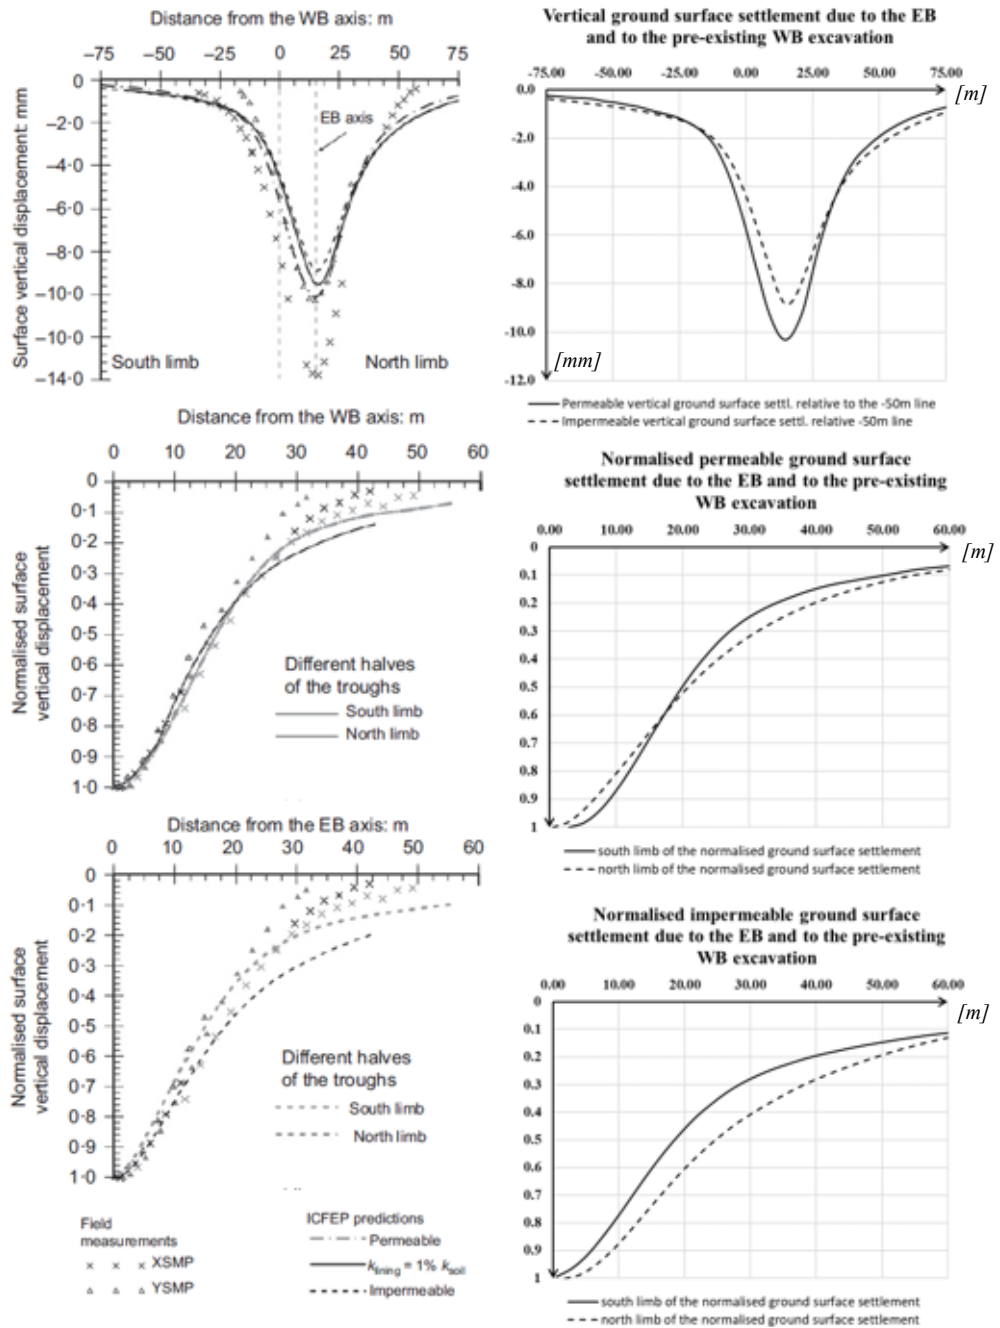 Distance from the WB axis: m
−75 −50 −25 0 25 50 75
0
−2·0
−4·0
−6·0
−8·0
−10·0
−12·0
−14·0
Surface vertical displacement: mm
EB axis
South limb North limb
Distance from the WB axis: m
0 10 20 30 40 50 60
0
0·1
0·2
0·3
0·4
0·5
0·6
0·7
0·8
0·9
1·0
Normalised surface
vertical displacement
Different halves
of the troughs
South limb
North limb
Distance from the EB axis: m
0 10 20 30 40 50 60
0
0·1
0·2
0·3
0·4
0·5
0·6
0·7
0·8
0·9
1·0
Normalised surface
vertical displacement
Different halves
of the troughs
South limb
North limb
Field
measurements
XSMP
YSMP
ICFEP predictions
Permeable
klining = 1% ksoil
Impermeable
Vertical ground surface settlement due to the EB
and to the pre-existing WB excavation
-75.00 -50.00 -25.00 0.00 25.00 50.00 75.00
[m]
0.0
-2.0
-4.0
-6.0
-8.0
-10.0
-12.0
[mm]
Permeable vertical ground surface settl. relative to the -50m line
Impermeable vertical ground surface settl. relative -50m line
Normalised permeable ground surface
settlement due to the EB and to the pre-existing
WB excavation
0.00 10.00 20.00 30.00 40.00 50.00 60.00
[m]
0
0.1
0.2
0.3
0.4
0.5
0.6
0.7
0.8
0.9
1
south limb of the normalised ground surface settlement
north limb of the normalised ground surface settlement
Normalised impermeable ground surface
settlement due to the EB and to the pre-existing
WB excavation
0.00 10.00 20.00 30.00 40.00 50.00 60.00
[m]
0
0.1
0.2
0.3
0.4
0.5
0.6
0.7
0.8
0.9
1
south limb of the normalised ground surface settlement
north limb of the normalised ground surface settlement